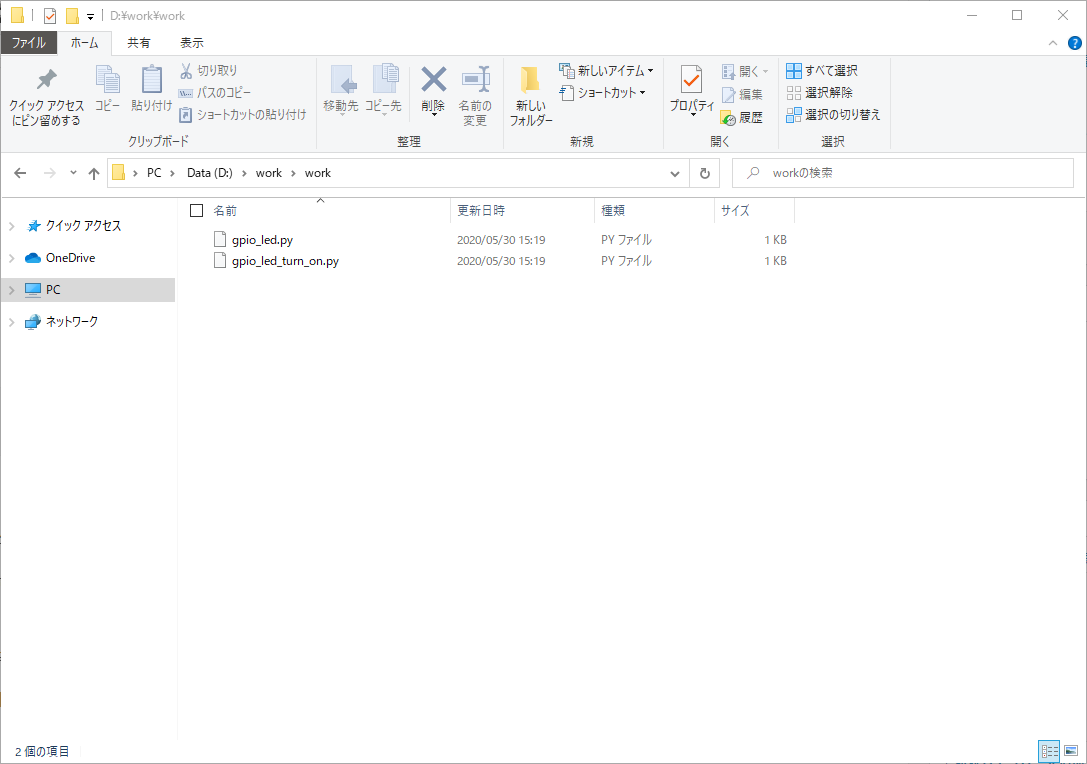 D:¥work¥work
ファイル ホーム 共有 表示
クイック アクセス
にピン留めする
コピー
貼り付け
切り取り
パスのコピー
ショートカットの貼り付け
クリップボード
移動先
コピー先
削除
名前の
変更
整理
新しい
フォルダー
新しいアイテム
ショートカット
新規
プロパティ
開く
編集
履歴
開く
すべて選択
選択解除
選択の切り替え
選択
PC Data (D:) work work
workの検索
名前 更新日時 種類 サイズ
gpio_led.py 2020/05/30 15:19 PY ファイル 1 KB
gpio_led_turn_on.py 2020/05/30 15:19 PY ファイル 1 KB
クイック アクセス
OneDrive
PC
ネットワーク
2 個の項目